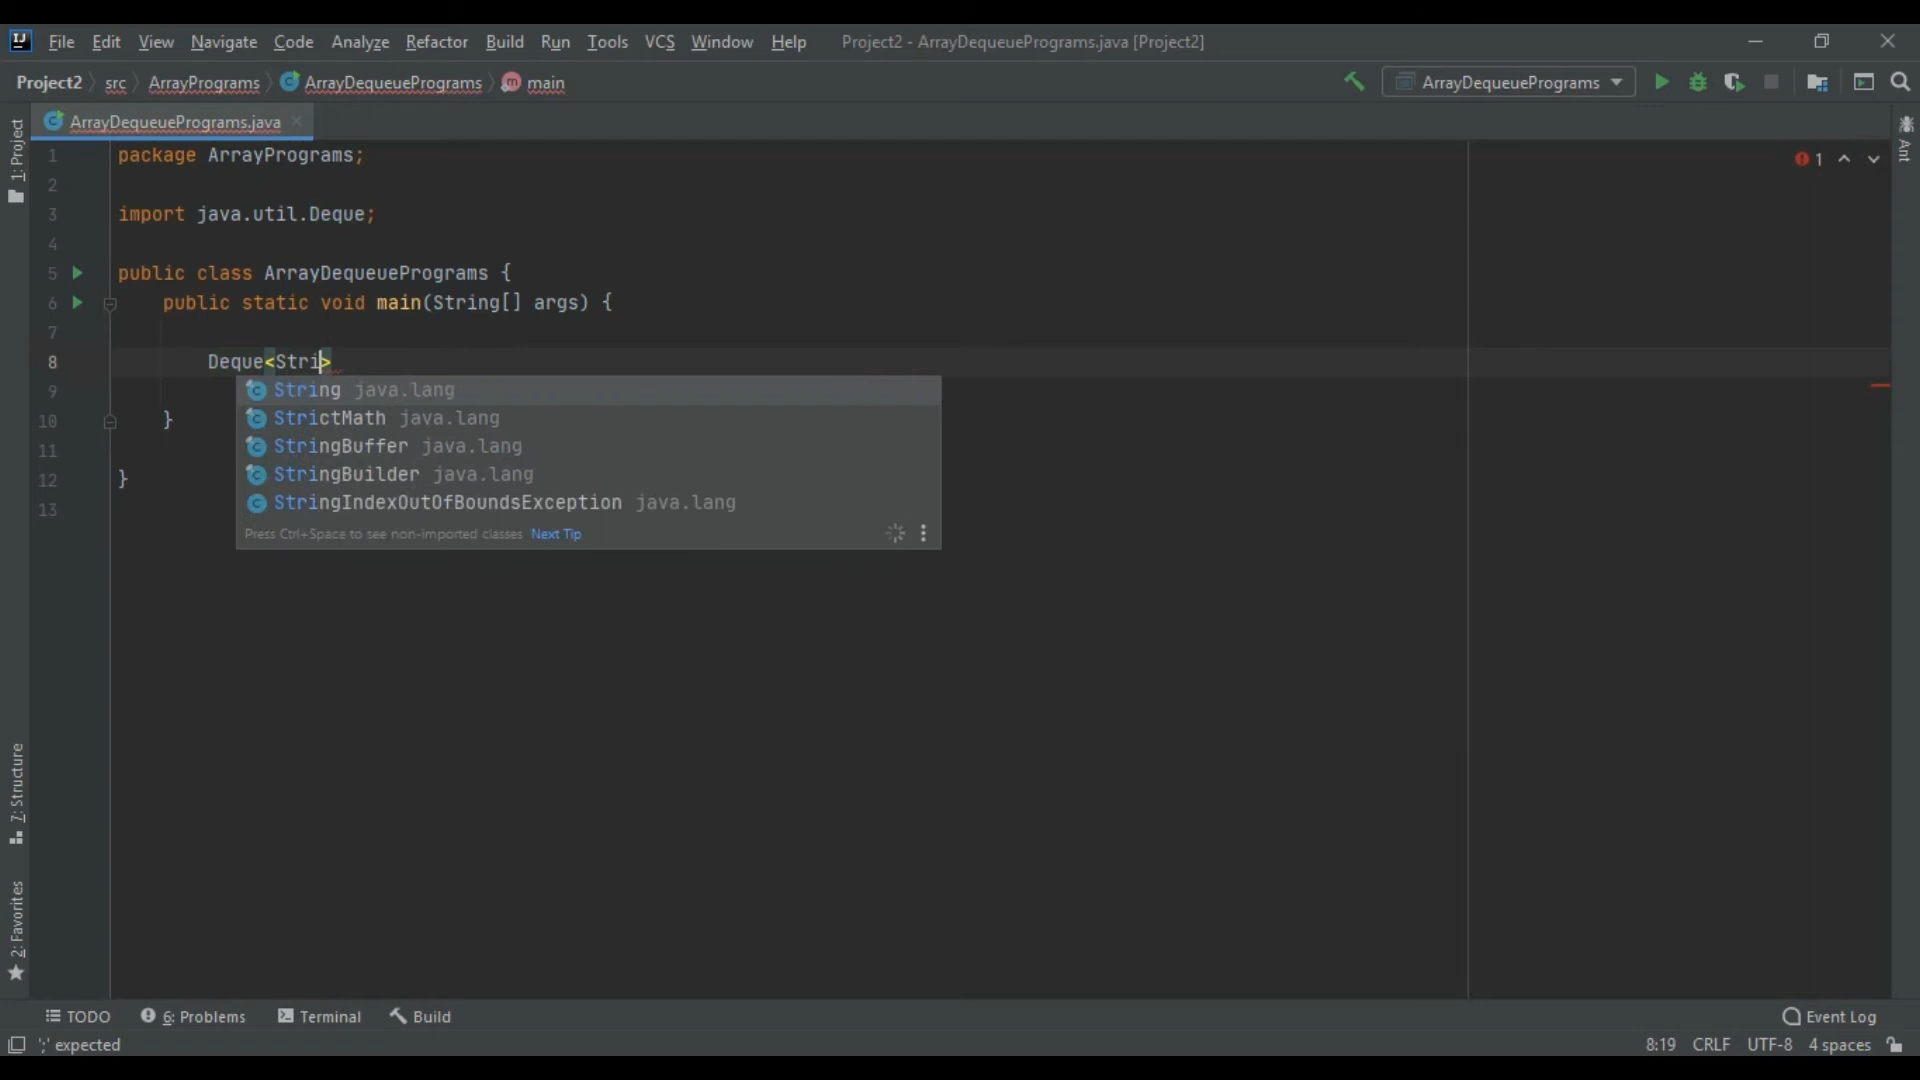 IJ File Edit View Navigate Code Analyze Refactor Build Run Tools VCS Window Help Project2 - ArrayDequeuePrograms.java [Project2]
Project2 src ArrayPrograms C ArrayDequeuePrograms m main ArrayDequeuePrograms
C ArrayDequeuePrograms.java
1: Project
Ant
1 package ArrayPrograms; 1
2
3 import java.util.Deque;
4
5 public class ArrayDequeuePrograms {
6 public static void main(String[] args) {
7
8 Deque<Stri>
9 C String java.lang
10 } C StrictMath java.lang
11 C StringBuffer java.lang
12 } C StringBuilder java.lang
13 C StringIndexOutOfBoundsException java.lang
Press Ctrl+Space to see non-imported classes Next Tip
7: Structure
2: Favorites
TODO 6: Problems Terminal Build Event Log
';' expected 8:19 CRLF UTF-8 4 spaces